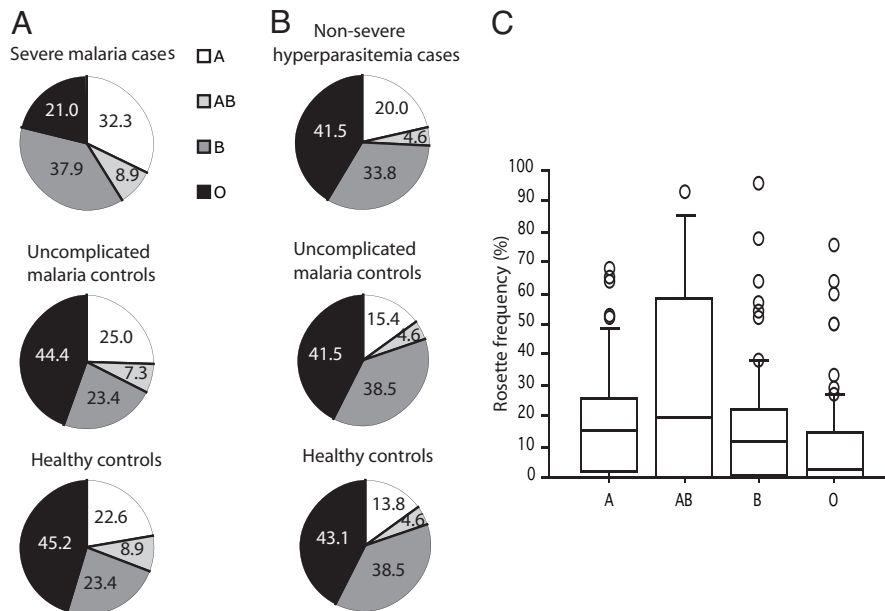 A
Severe malaria cases
21.0
32.3
37.9
8.9
A
AB
B
O
Uncomplicated
malaria controls
44.4
25.0
7.3
23.4
Healthy controls
45.2
22.6
8.9
23.4
B
Non-severe
hyperparasitemia cases
41.5
20.0
4.6
33.8
Uncomplicated
malaria controls
41.5
15.4
4.6
38.5
Healthy controls
43.1
13.8
4.6
38.5
C
Rosette frequency (%)
100
90
80
70
60
50
40
30
20
10
0
A
AB
B
O